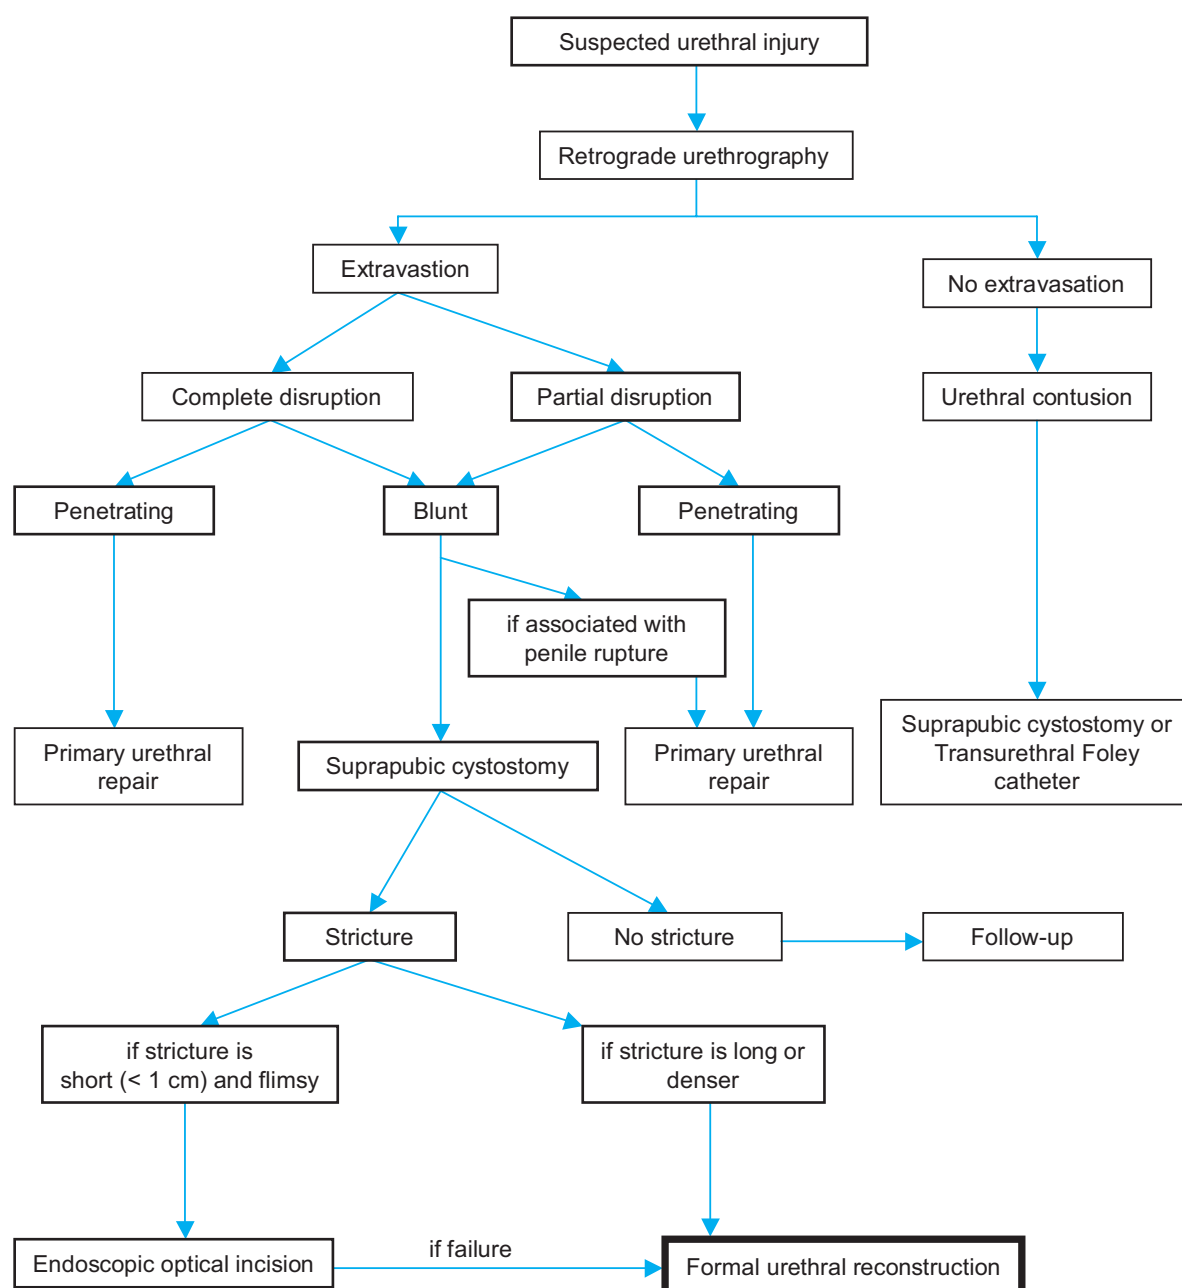 Suspected urethral injury
Retrograde urethrography
Extravastion
No extravasation
Complete disruption
Partial disruption
Urethral contusion
Penetrating
Blunt
Penetrating
if associated with
penile rupture
Primary urethral
repair
Suprapubic cystostomy
Primary urethral
repair
Suprapubic cystostomy or
Transurethral Foley
catheter
Stricture
No stricture
Follow-up
if stricture is
short (< 1 cm) and flimsy
if stricture is long or
denser
Endoscopic optical incision
if failure
Formal urethral reconstruction